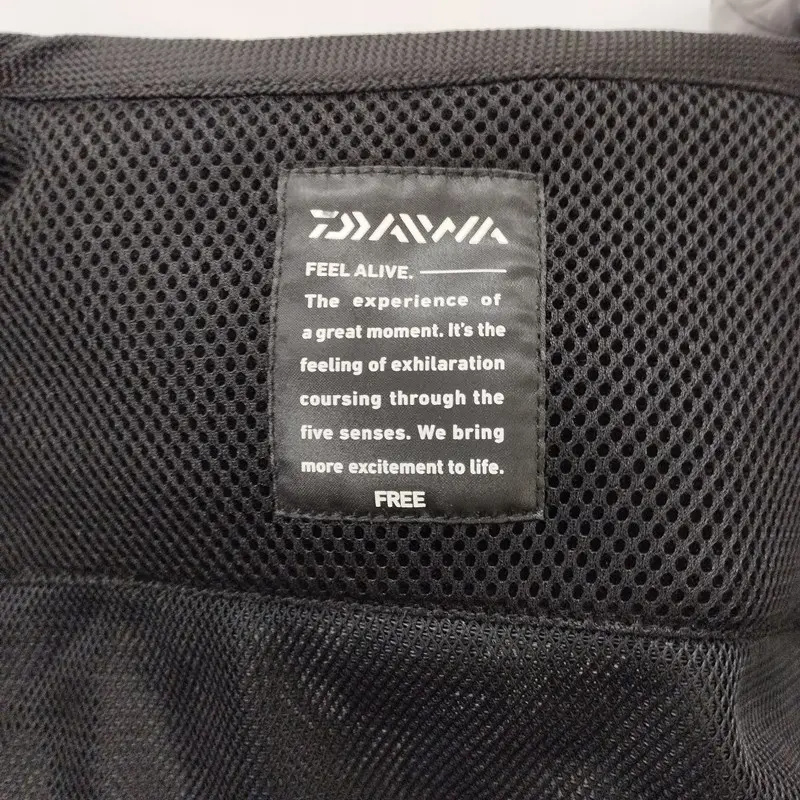 DAIWA
FEEL ALIVE.
The experience of
a great moment. It's the
feeling of exhilaration
coursing through the
five senses. We bring
more excitement to life.
FREE